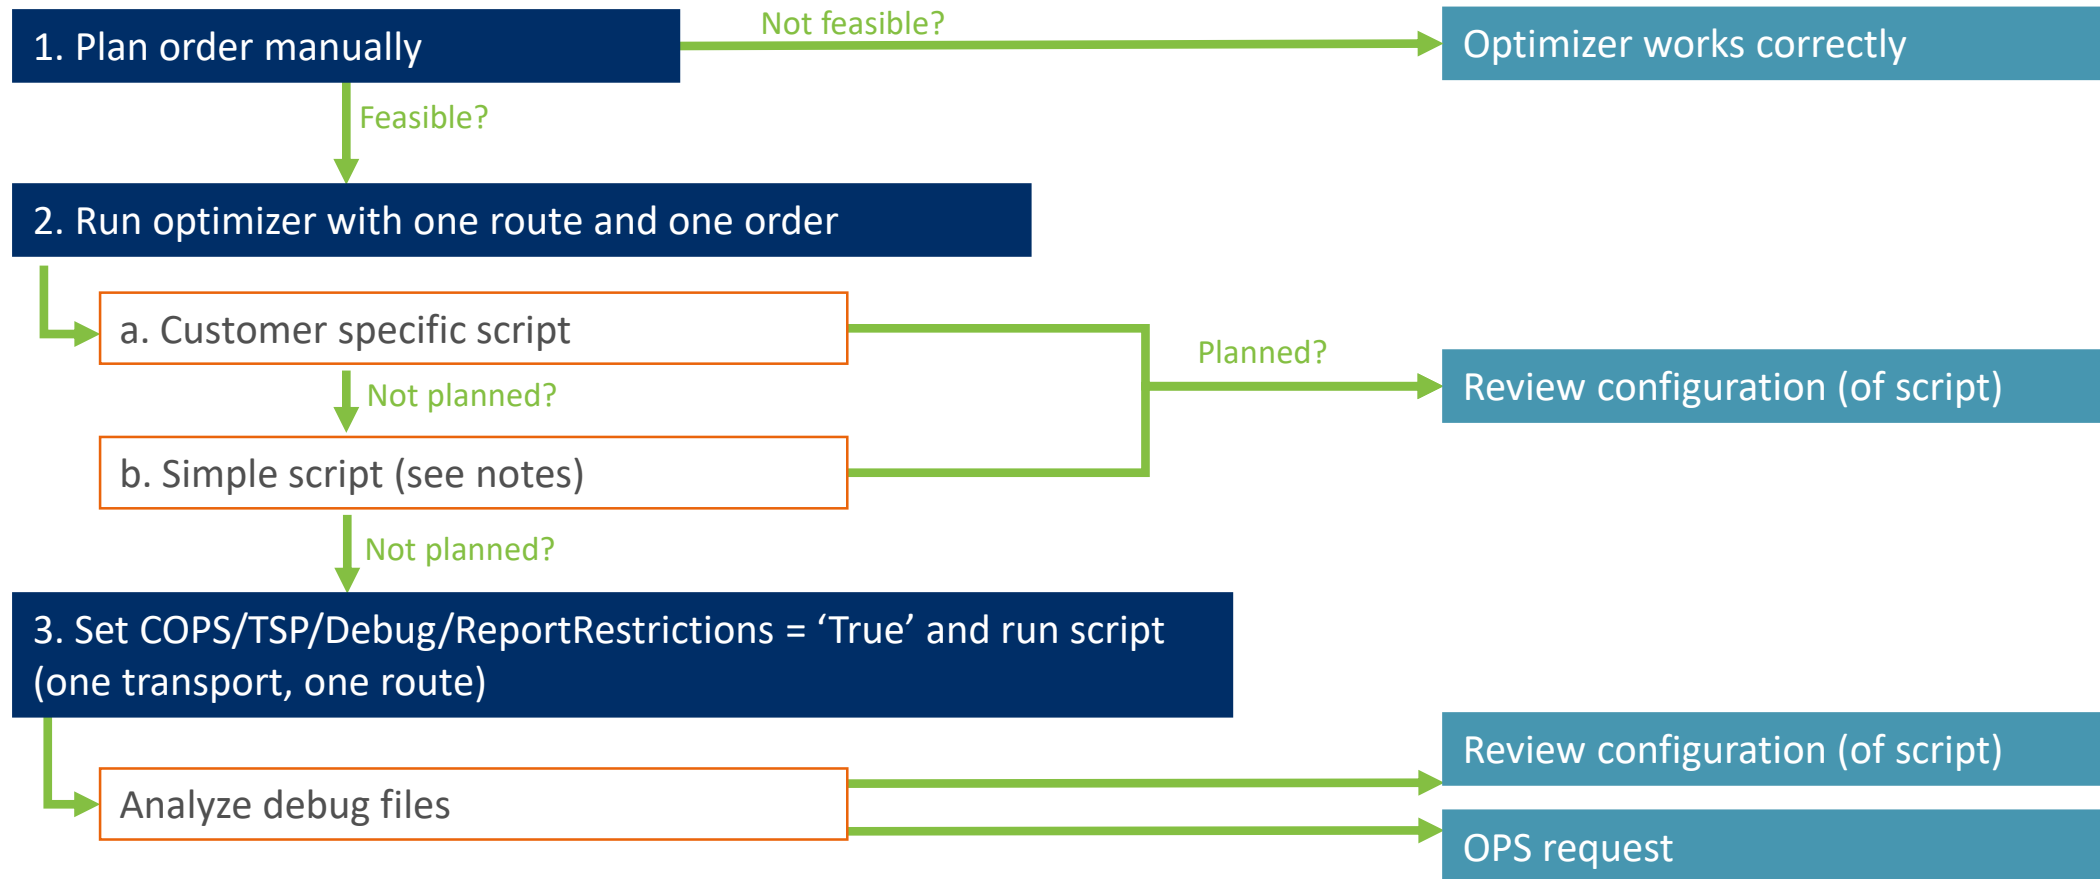 1. Plan order manually
Not feasible?
Optimizer works correctly
Feasible?
2. Run optimizer with one route and one order
a. Customer specific script
Planned?
Review configuration (of script)
Not planned?
b. Simple script (see notes)
Not planned?
3. Set COPS/TSP/Debug/ReportRestrictions = ‘True’ and run script
(one transport, one route)
Review configuration (of script)
Analyze debug files
OPS request